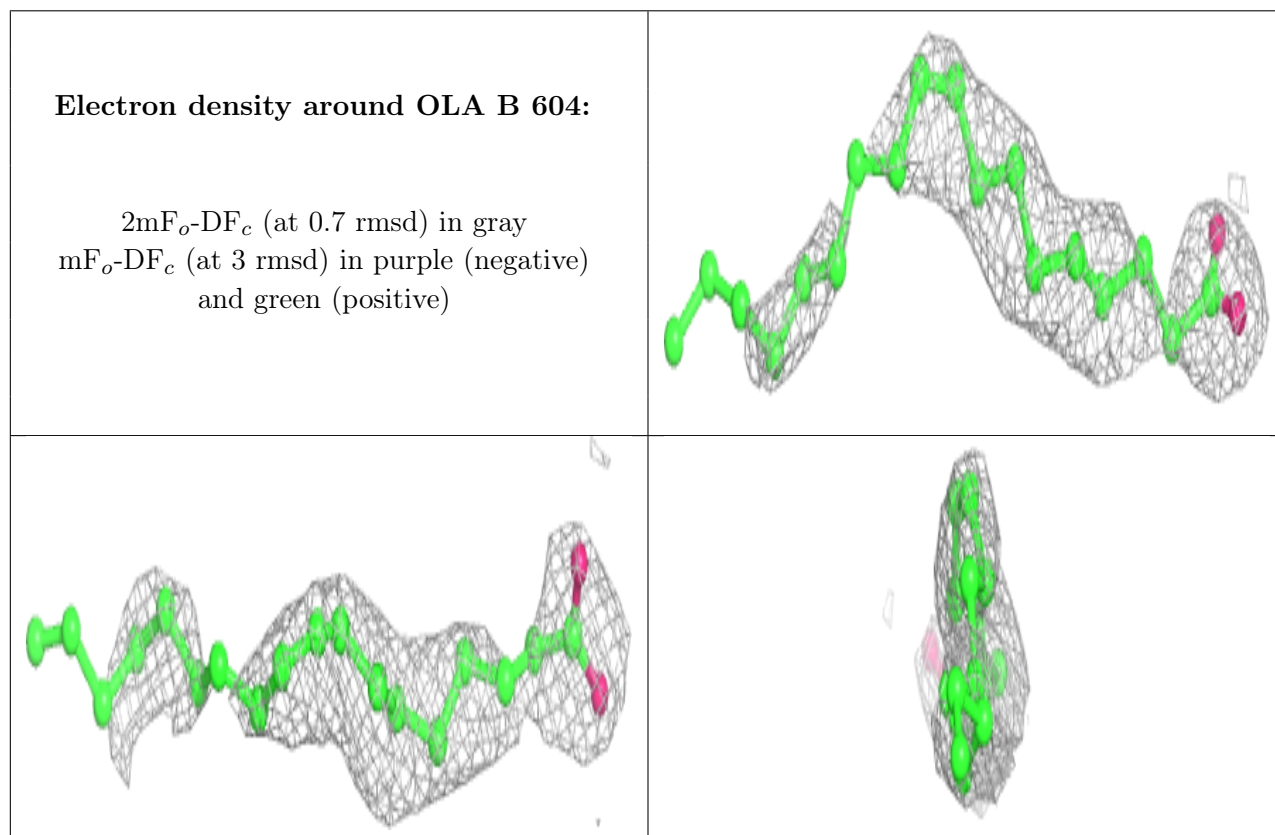 Electron density around OLA B 604:
2mFo-DFc (at 0.7 rmsd) in gray
mFo-DFc (at 3 rmsd) in purple (negative)
and green (positive)